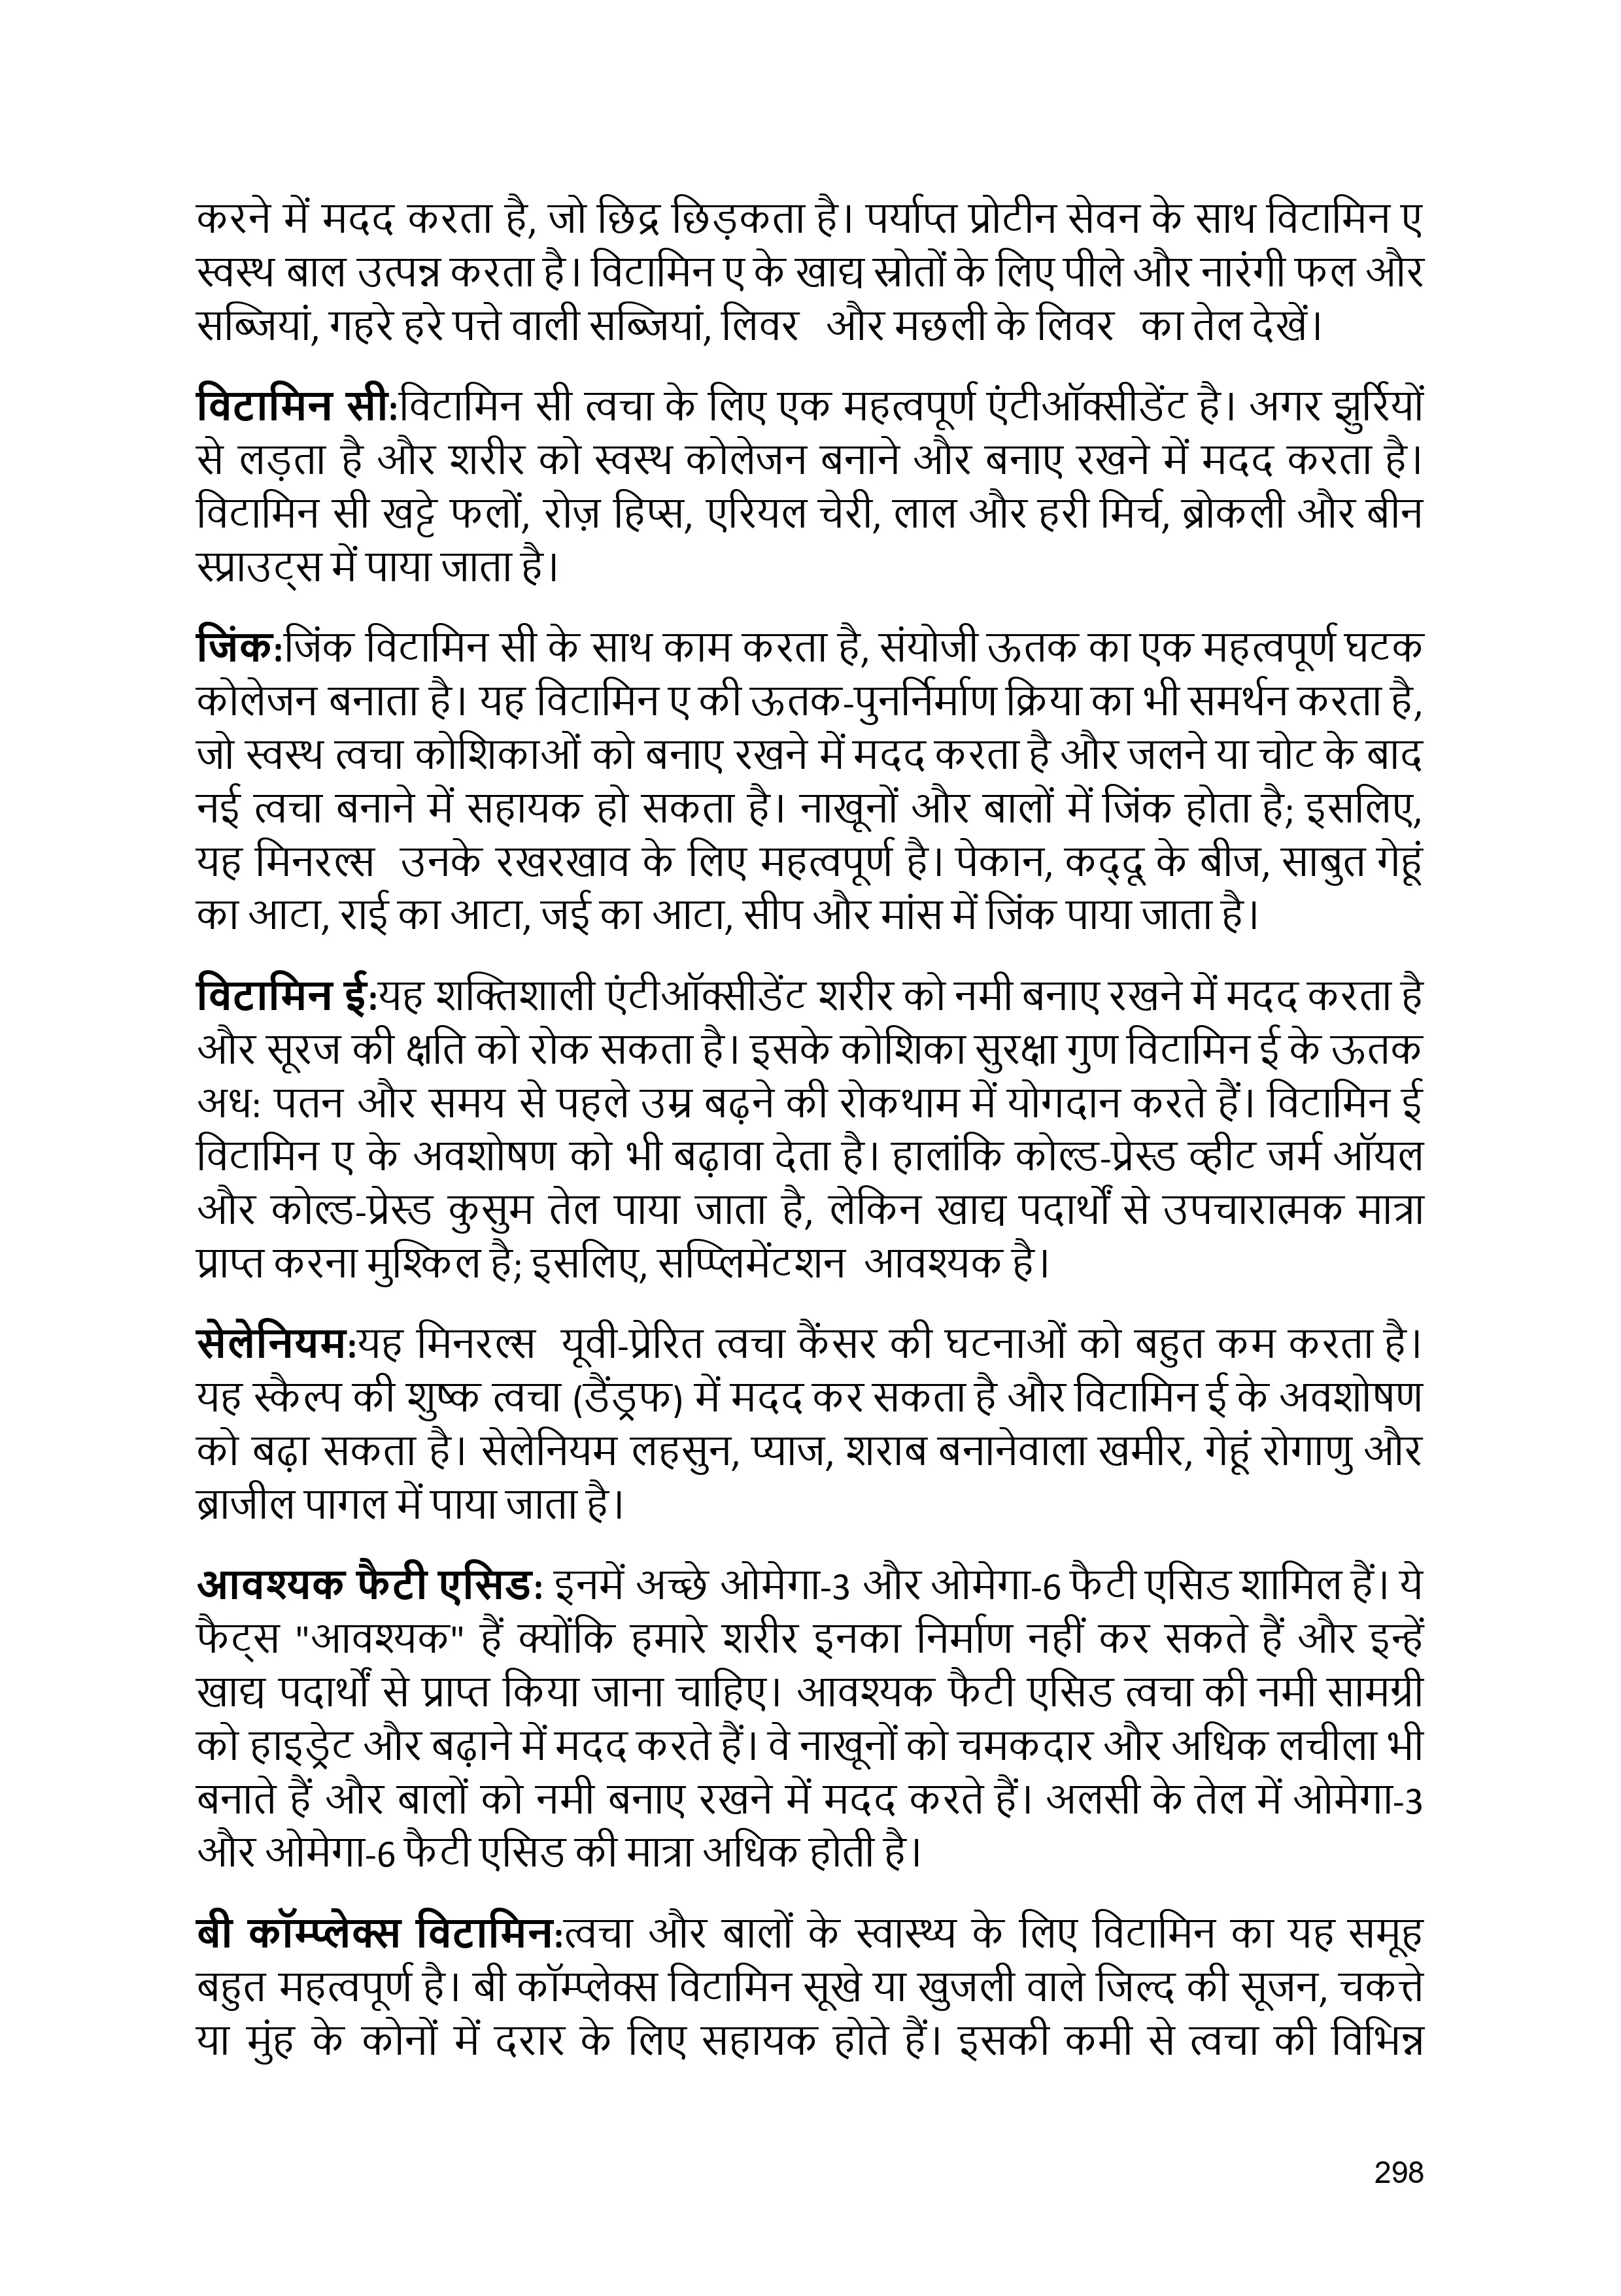 करने में मदद करता है, जो छिद्र छिड़कता है। पर्याप्त प्रोटीन सेवन के साथ विटामिन ए
स्वस्थ बाल उत्पन्न करता है। विटामिन ए के खाद्य स्रोतों के लिए पीले और नारंगी फल और
सब्जियां, गहरे हरे पत्ते वाली सब्जियां, लिवर और मछली के लिवर का तेल देखें।
विटामिन सी:विटामिन सी त्वचा के लिए एक महत्वपूर्ण एंटीऑक्सीडेंट है। अगर झुर्रियों
से लड़ता है और शरीर को स्वस्थ कोलेजन बनाने और बनाए रखने में मदद करता है।
विटामिन सी खट्टे फलों, रोज़ हिप्स, एरियल चेरी, लाल और हरी मिर्च, ब्रोकली और बीन
स्प्राउट्स में पाया जाता है।
जिंक:जिंक विटामिन सी के साथ काम करता है, संयोजी ऊतक का एक महत्वपूर्ण घटक
कोलेजन बनाता है। यह विटामिन ए की ऊतक-पुनर्निर्माण क्रिया का भी समर्थन करता है,
जो स्वस्थ त्वचा कोशिकाओं को बनाए रखने में मदद करता है और जलने या चोट के बाद
नई त्वचा बनाने में सहायक हो सकता है। नाखूनों और बालों में जिंक होता है; इसलिए,
यह मिनरल्स उनके रखरखाव के लिए महत्वपूर्ण है। पेकान, कद्दू के बीज, साबुत गेहूं
का आटा, राई का आटा, जई का आटा, सीप और मांस में जिंक पाया जाता है।
विटामिन ई:यह शक्तिशाली एंटीऑक्सीडेंट शरीर को नमी बनाए रखने में मदद करता है
और सूरज की क्षति को रोक सकता है। इसके कोशिका सुरक्षा गुण विटामिन ई के ऊतक
अध: पतन और समय से पहले उम्र बढ़ने की रोकथाम में योगदान करते हैं। विटामिन ई
विटामिन ए के अवशोषण को भी बढ़ावा देता है। हालांकि कोल्ड-प्रेस्ड व्हीट जर्म ऑयल
और कोल्ड-प्रेस्ड कुसुम तेल पाया जाता है, लेकिन खाद्य पदार्थों से उपचारात्मक मात्रा
प्राप्त करना मुश्किल है; इसलिए, सप्प्लिमेंटशन आवश्यक है।
सेलेनियम:यह मिनरल्स यूवी-प्रेरित त्वचा कैंसर की घटनाओं को बहुत कम करता है।
यह स्कैल्प की शुष्क त्वचा (डैंड्रफ) में मदद कर सकता है और विटामिन ई के अवशोषण
को बढ़ा सकता है। सेलेनियम लहसुन, प्याज, शराब बनानेवाला खमीर, गेहूं रोगाणु और
ब्राजील पागल में पाया जाता है।
आवश्यक फैटी एसिड: इनमें अच्छे ओमेगा-3 और ओमेगा-6 फैटी एसिड शामिल हैं। ये
फैट्स "आवश्यक" हैं क्योंकि हमारे शरीर इनका निर्माण नहीं कर सकते हैं और इन्हें
खाद्य पदार्थों से प्राप्त किया जाना चाहिए। आवश्यक फैटी एसिड त्वचा की नमी सामग्री
को हाइड्रेट और बढ़ाने में मदद करते हैं। वे नाखूनों को चमकदार और अधिक लचीला भी
बनाते हैं और बालों को नमी बनाए रखने में मदद करते हैं। अलसी के तेल में ओमेगा-3
और ओमेगा-6 फैटी एसिड की मात्रा अधिक होती है।
बी कॉम्प्लेक्स विटामिन:त्वचा और बालों के स्वास्थ्य के लिए विटामिन का यह समूह
बहुत महत्वपूर्ण है। बी कॉम्प्लेक्स विटामिन सूखे या खुजली वाले जिल्द की सूजन, चकत्ते
या मुंह के कोनों में दरार के लिए सहायक होते हैं। इसकी कमी से त्वचा की विभिन्न
298